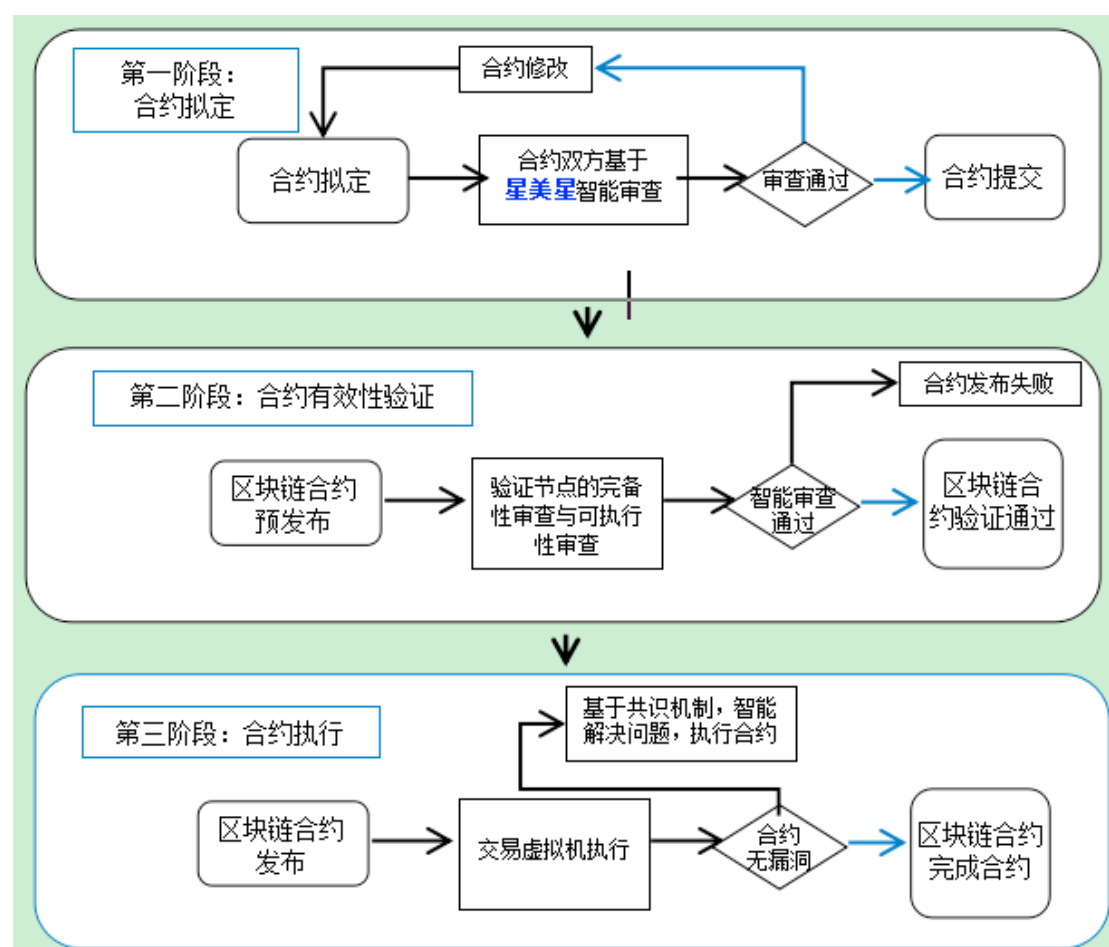 第一阶段：
合约拟定
合约修改
合约拟定
合约双方基于
星美星智能审查
审查通过
合约提交
第二阶段：合约有效性验证
合约发布失败
区块链合约
预发布
验证节点的完备
性审查与可执行
性审查
智能审查
通过
区块链合
约验证通过
第三阶段：合约执行
基于共识机制，智能
解决问题，执行合约
区块链合约
发布
交易虚拟机执行
合约
无漏洞
区块链合约
完成合约